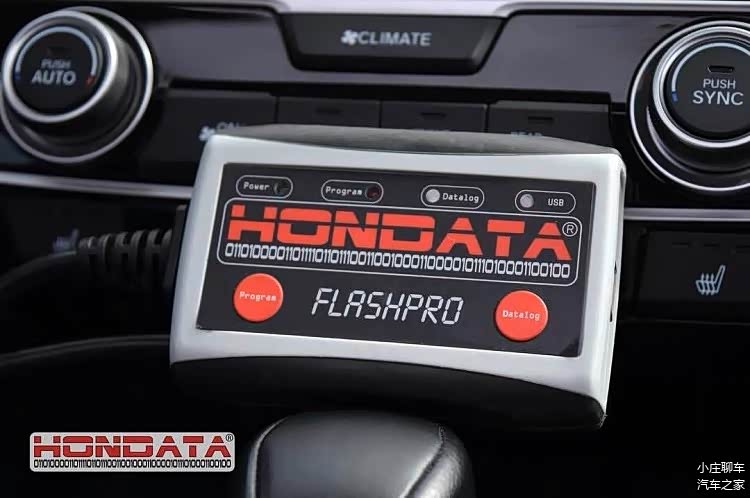 CLIMATE
PUSH
AUTO
PUSH
SYNC
Power
Program
Datalog
USB
HONDATA®
Program
FLASHPRO
Datalog
HONDATA®
小庄聊车
汽车之家